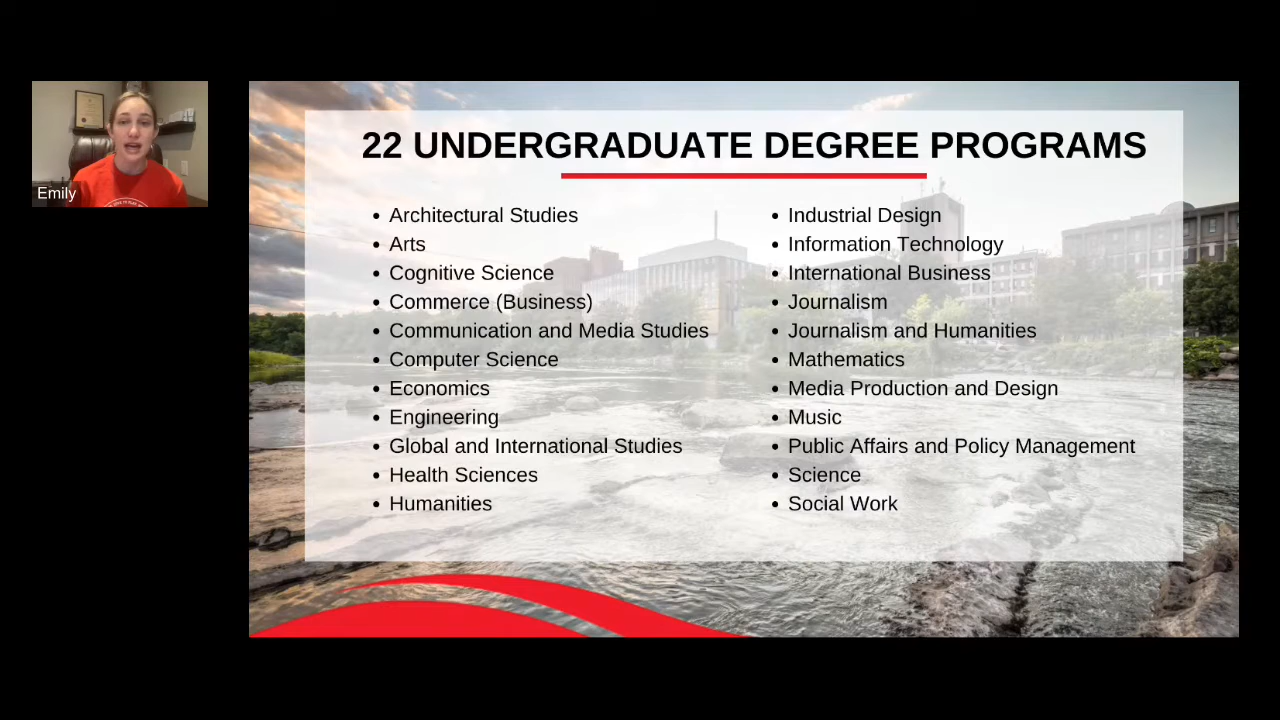 Emily
22 UNDERGRADUATE DEGREE PROGRAMS
Architectural Studies
Arts
Cognitive Science
Commerce (Business)
Communication and Media Studies
Computer Science
Economics
Engineering
Global and International Studies
Health Sciences
Humanities
Industrial Design
Information Technology
International Business
Journalism
Journalism and Humanities
Mathematics
Media Production and Design
Music
Public Affairs and Policy Management
Science
Social Work